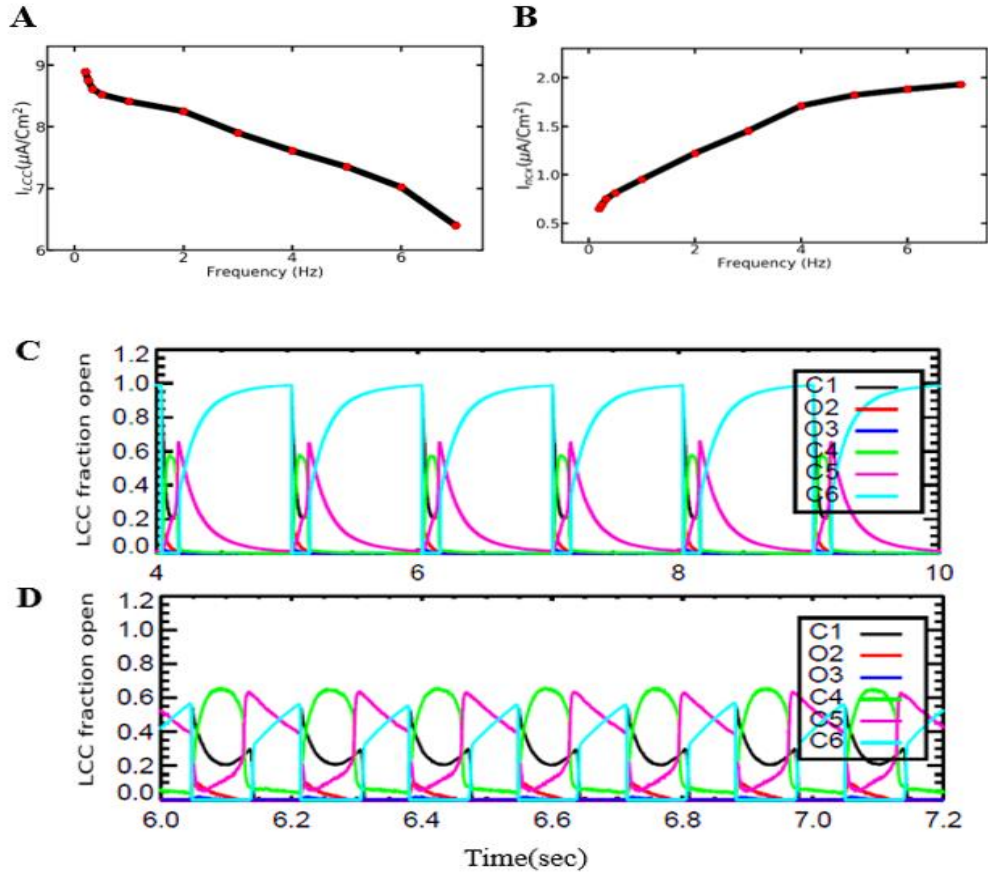 A
B
9
8
7
6
I_LCC(μA/Cm²)
0 2 4 6
Frequency (Hz)
2.0
1.5
1.0
0.5
I_ncx(μA/Cm²)
0 2 4 6
Frequency (Hz)
C
LCC fraction open
1.2
1.0
0.8
0.6
0.4
0.2
0.0
C1
O2
O3
C4
C5
C6
4 6 8 10
D
LCC fraction open
1.2
1.0
0.8
0.6
0.4
0.2
0.0
C1
O2
O3
C4
C5
C6
6.0 6.2 6.4 6.6 6.8 7.0 7.2
Time(sec)